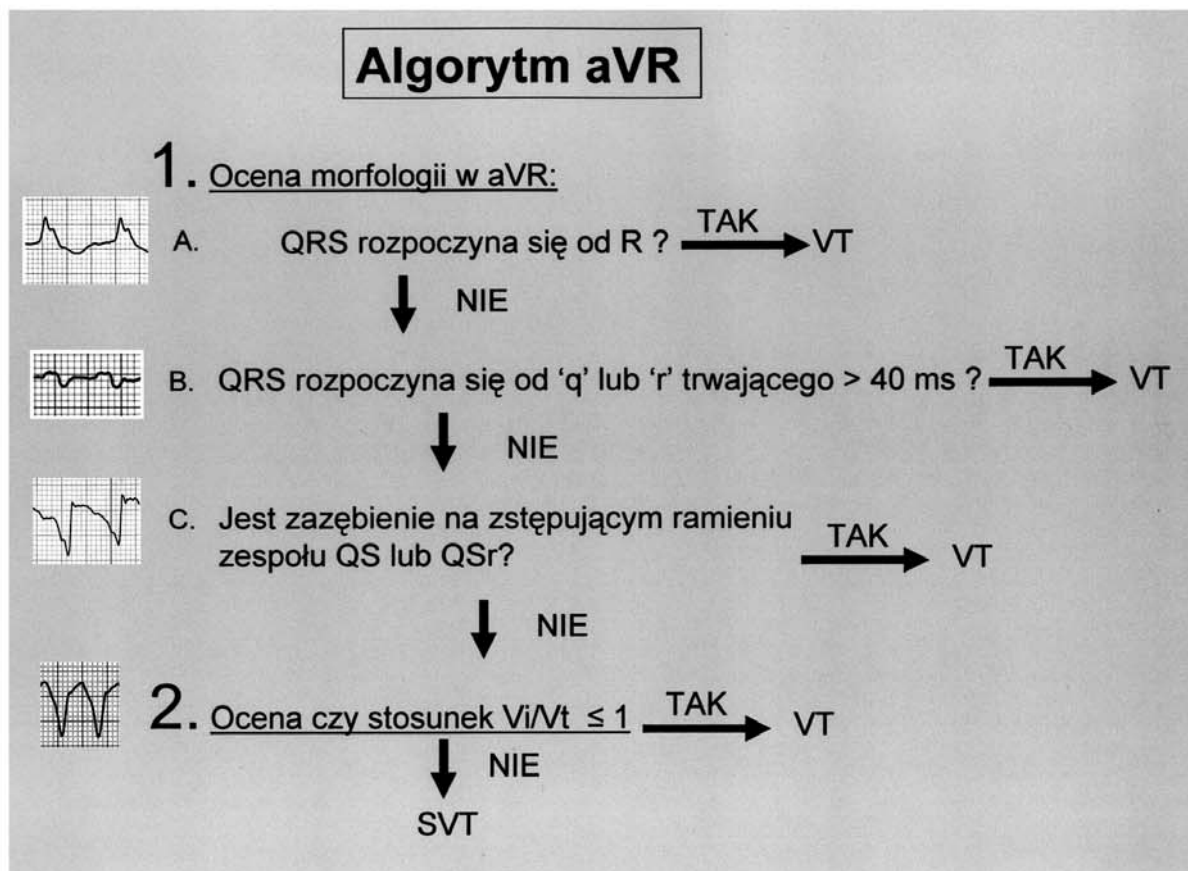 Algorytm aVR
1. Ocena morfologii w aVR:
A. QRS rozpoczyna się od R ? TAK VT
NIE
B. QRS rozpoczyna się od ‘q’ lub ‘r’ trwającego > 40 ms ? TAK VT
NIE
C. Jest zazębienie na zstępującym ramieniu
zespołu QS lub QSr? TAK VT
NIE
2. Ocena czy stosunek Vi/Vt ≤ 1 TAK VT
NIE
SVT